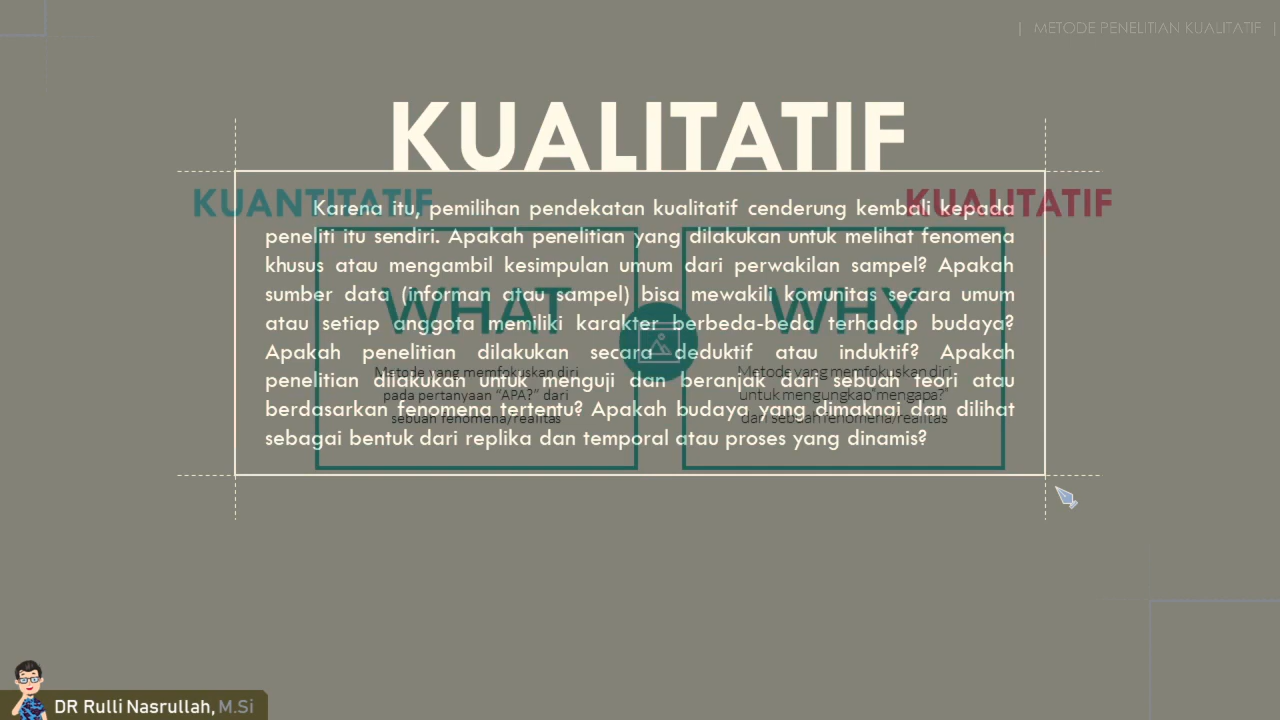 | METODE PENELITIAN KUALITATIF |
KUALITATIF
KUANTITATIF
KUALITATIF
Karena itu, pemilihan pendekatan kualitatif cenderung kembali kepada
peneliti itu sendiri. Apakah penelitian yang dilakukan untuk melihat fenomena
khusus atau mengambil kesimpulan umum dari perwakilan sampel? Apakah
sumber data (informan atau sampel) bisa mewakili komunitas secara umum
atau setiap anggota memiliki karakter berbeda-beda terhadap budaya?
Apakah penelitian dilakukan secara deduktif atau induktif? Apakah
penelitian dilakukan untuk menguji dan beranjak dari sebuah teori atau
berdasarkan fenomena tertentu? Apakah budaya yang dimaknai dan dilihat
sebagai bentuk dari replika dan temporal atau proses yang dinamis?
WHAT
Metode yang memfokuskan diri
pada pertanyaan “APA?” dari
sebuah fenomena/realitas
WHY
Metode yang memfokuskan diri
untuk mengungkap"mengapa?"
dari sebuah fenomena/realitas
DR Rulli Nasrullah, M.Si